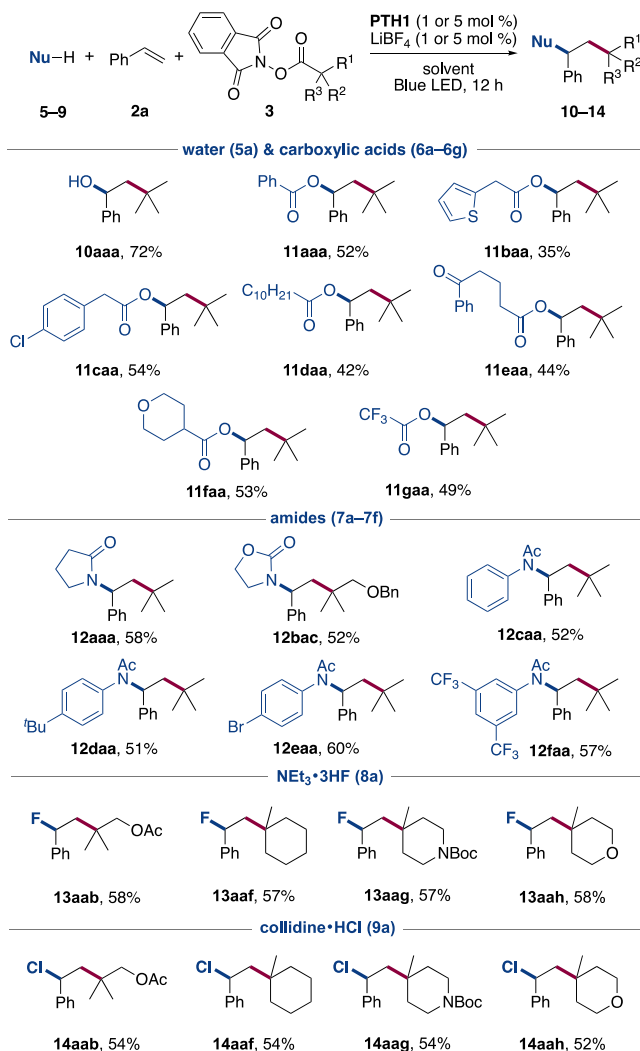 Nu–H + Ph + N O O O O R¹ R² R³ PTH1 (1 or 5 mol %) LiBF₄ (1 or 5 mol %) solvent Blue LED, 12 h Nu Ph R¹ R² R³
5–9 2a 3 10–14
water (5a) & carboxylic acids (6a–6g)
HO Ph Ph O O Ph S O O Ph
10aaa, 72% 11aaa, 52% 11baa, 35%
Cl O O Ph C₁₀H₂₁ O O Ph O Ph O O Ph
11caa, 54% 11daa, 42% 11eaa, 44%
O O O Ph CF₃ O O Ph
11faa, 53% 11gaa, 49%
amides (7a–7f)
O N Ph O O N Ph OBn Ac N Ph
12aaa, 58% 12bac, 52% 12caa, 52%
ᵗBu Ac N Ph Br Ac N Ph CF₃ CF₃ Ac N Ph
12daa, 51% 12eaa, 60% 12faa, 57%
NEt₃•3HF (8a)
F Ph OAc F Ph F Ph NBoc F Ph O
13aab, 58% 13aaf, 57% 13aag, 57% 13aah, 58%
collidine•HCl (9a)
Cl Ph OAc Cl Ph Cl Ph NBoc Cl Ph O
14aab, 54% 14aaf, 54% 14aag, 54% 14aah, 52%